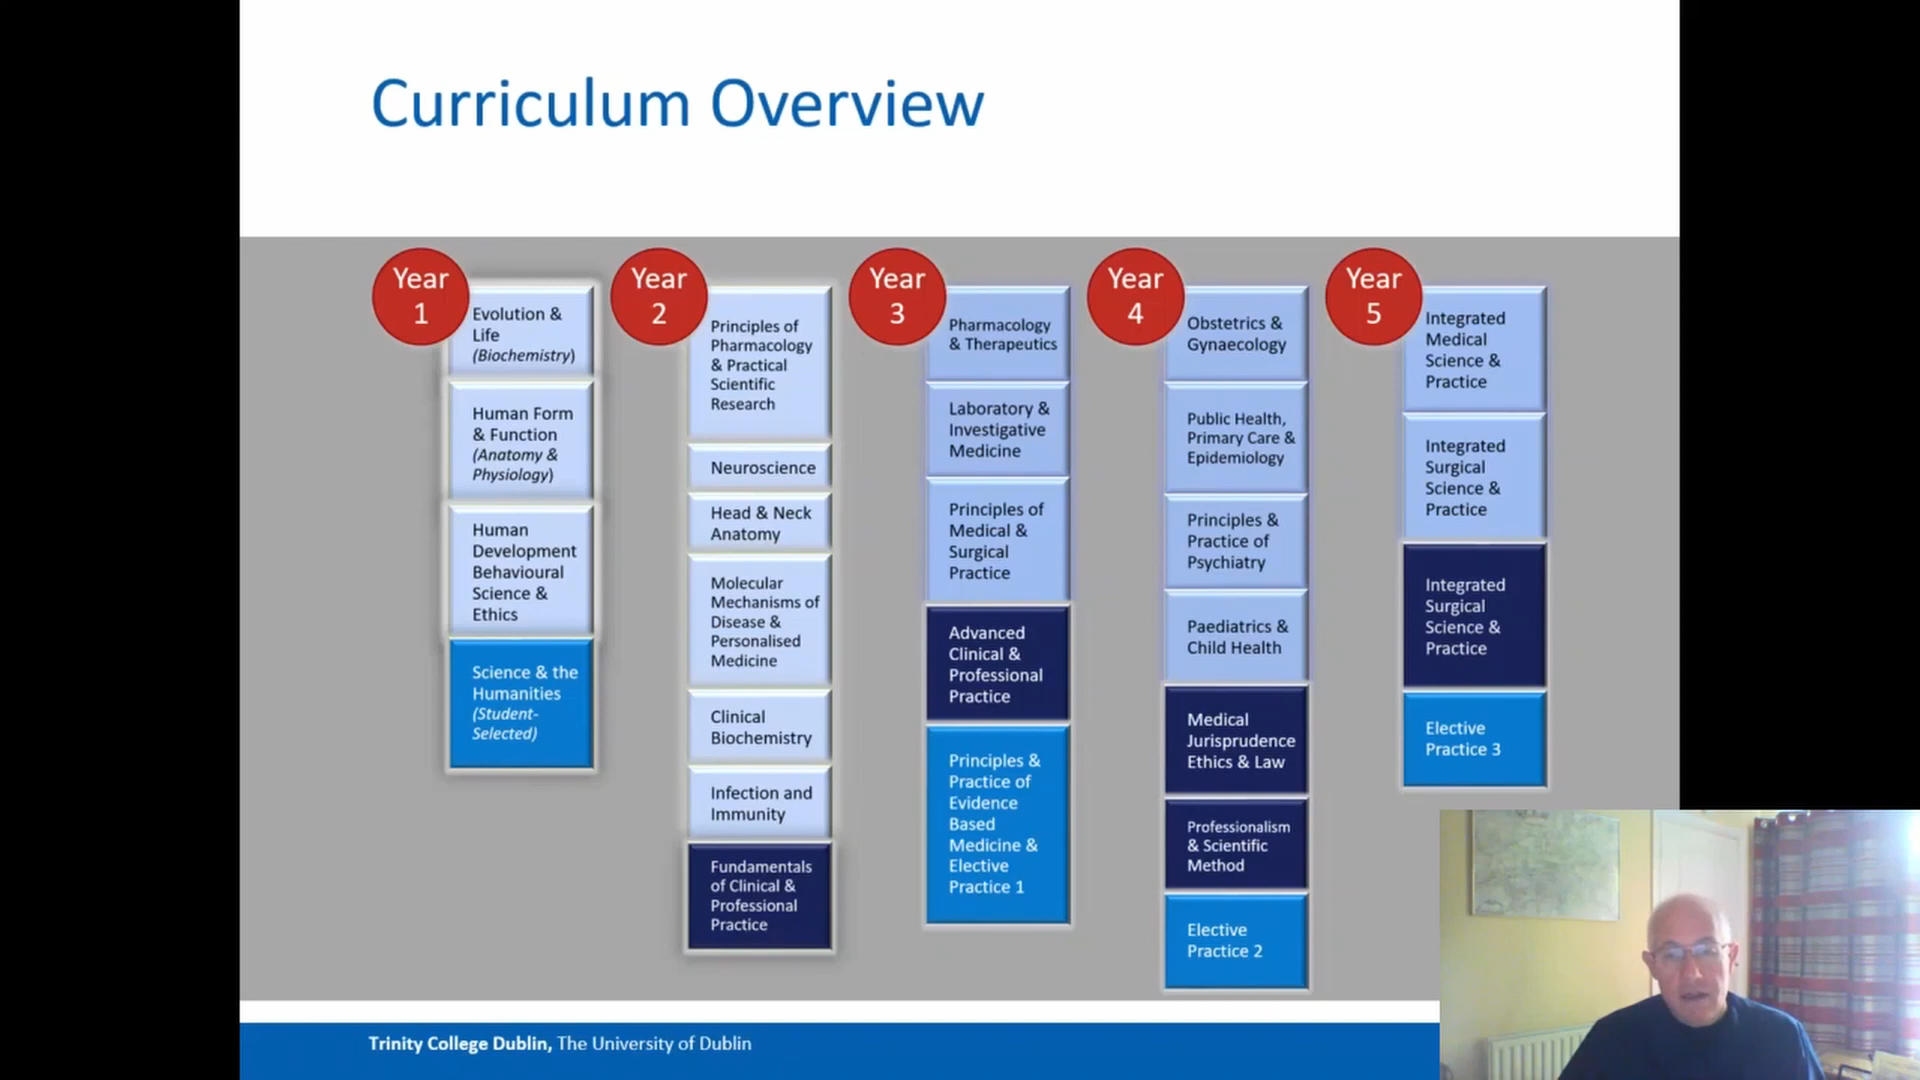 Curriculum Overview
Year
1
Evolution &
Life
(Biochemistry)
Human Form
& Function
(Anatomy &
Physiology)
Human
Development
Behavioural
Science &
Ethics
Science & the
Humanities
(Student-
Selected)
Year
2
Principles of
Pharmacology
& Practical
Scientific
Research
Neuroscience
Head & Neck
Anatomy
Molecular
Mechanisms of
Disease &
Personalised
Medicine
Clinical
Biochemistry
Infection and
Immunity
Fundamentals
of Clinical &
Professional
Practice
Year
3
Pharmacology
& Therapeutics
Laboratory &
Investigative
Medicine
Principles of
Medical &
Surgical
Practice
Advanced
Clinical &
Professional
Practice
Principles &
Practice of
Evidence
Based
Medicine &
Elective
Practice 1
Year
4
Obstetrics &
Gynaecology
Public Health,
Primary Care &
Epidemiology
Principles &
Practice of
Psychiatry
Paediatrics &
Child Health
Medical
Jurisprudence
Ethics & Law
Professionalism
& Scientific
Method
Elective
Practice 2
Year
5
Integrated
Medical
Science &
Practice
Integrated
Surgical
Science &
Practice
Integrated
Surgical
Science &
Practice
Elective
Practice 3
Trinity College Dublin, The University of Dublin